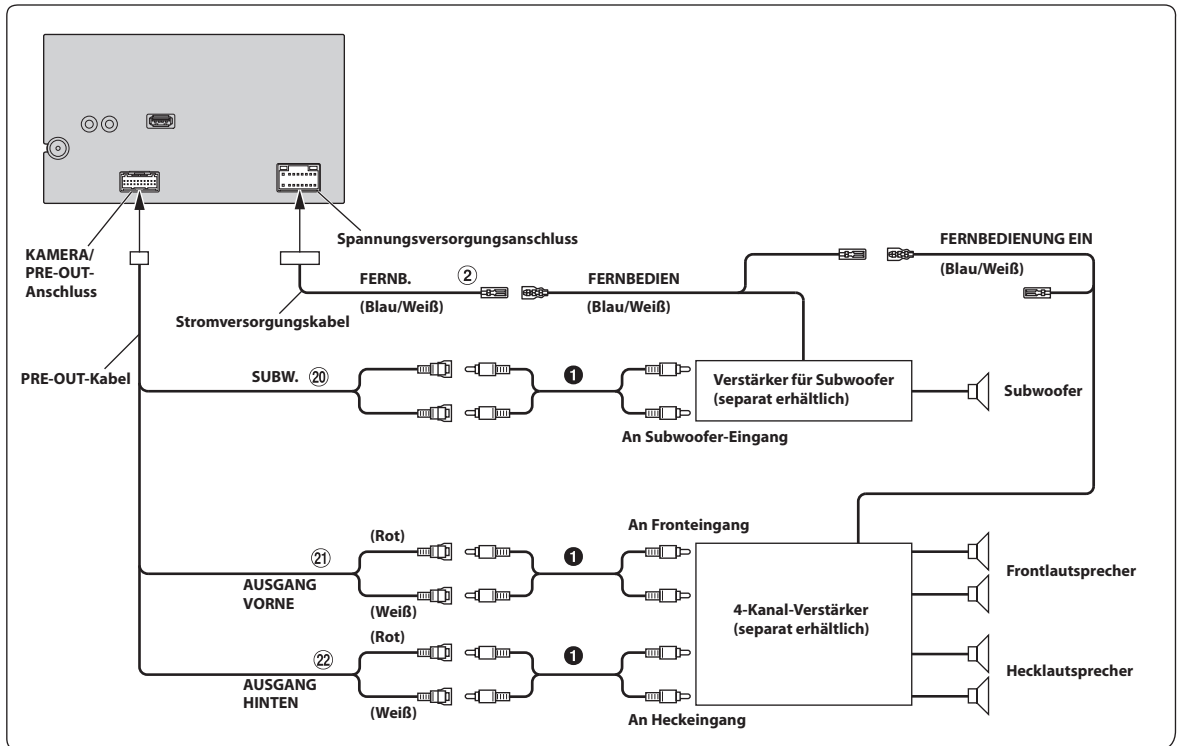 Spannungsversorgungsanschluss
KAMERA/
PRE-OUT-
Anschluss
FERNBEDIENUNG EIN
(Blau/Weiß)
FERNB. ②
(Blau/Weiß)
FERNBEDIEN
(Blau/Weiß)
Stromversorgungskabel
PRE-OUT-Kabel
SUBW. ⑳
❶
Verstärker für Subwoofer
(separat erhältlich)
Subwoofer
An Subwoofer-Eingang
An Fronteingang
(Rot)
㉑
❶
AUSGANG
VORNE
(Weiß)
Frontlautsprecher
4-Kanal-Verstärker
(separat erhältlich)
(Rot)
㉒
❶
AUSGANG
HINTEN
(Weiß)
Hecklautsprecher
An Heckeingang